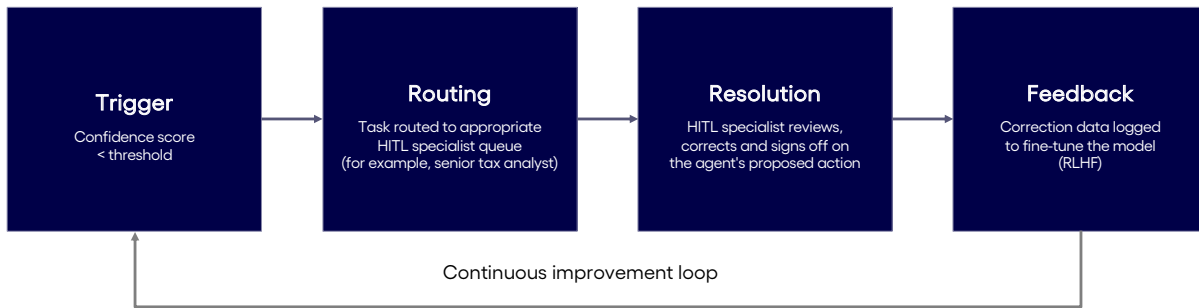 Trigger
Confidence score
< threshold
Routing
Task routed to appropriate
HITL specialist queue
(for example, senior tax analyst)
Resolution
HITL specialist reviews,
corrects and signs off on
the agent's proposed action
Feedback
Correction data logged
to fine-tune the model
(RLHF)
Continuous improvement loop